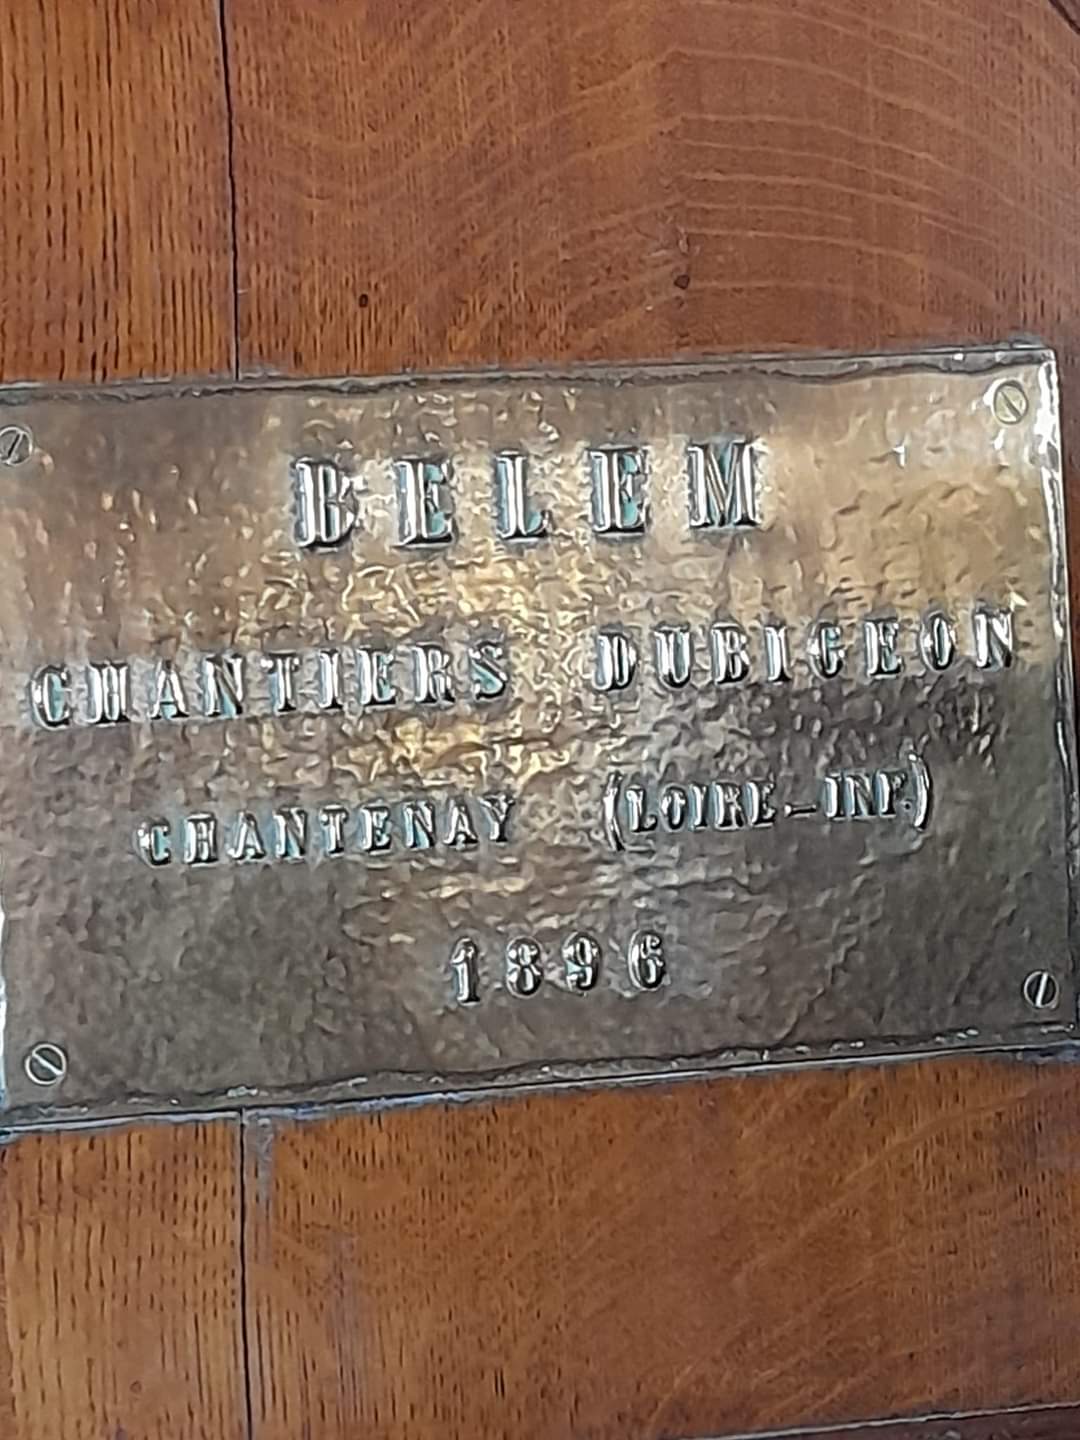 BELEM
CHANTIERS DUBIGEON
CHANTENAY (LOIRE-INF.)
1896